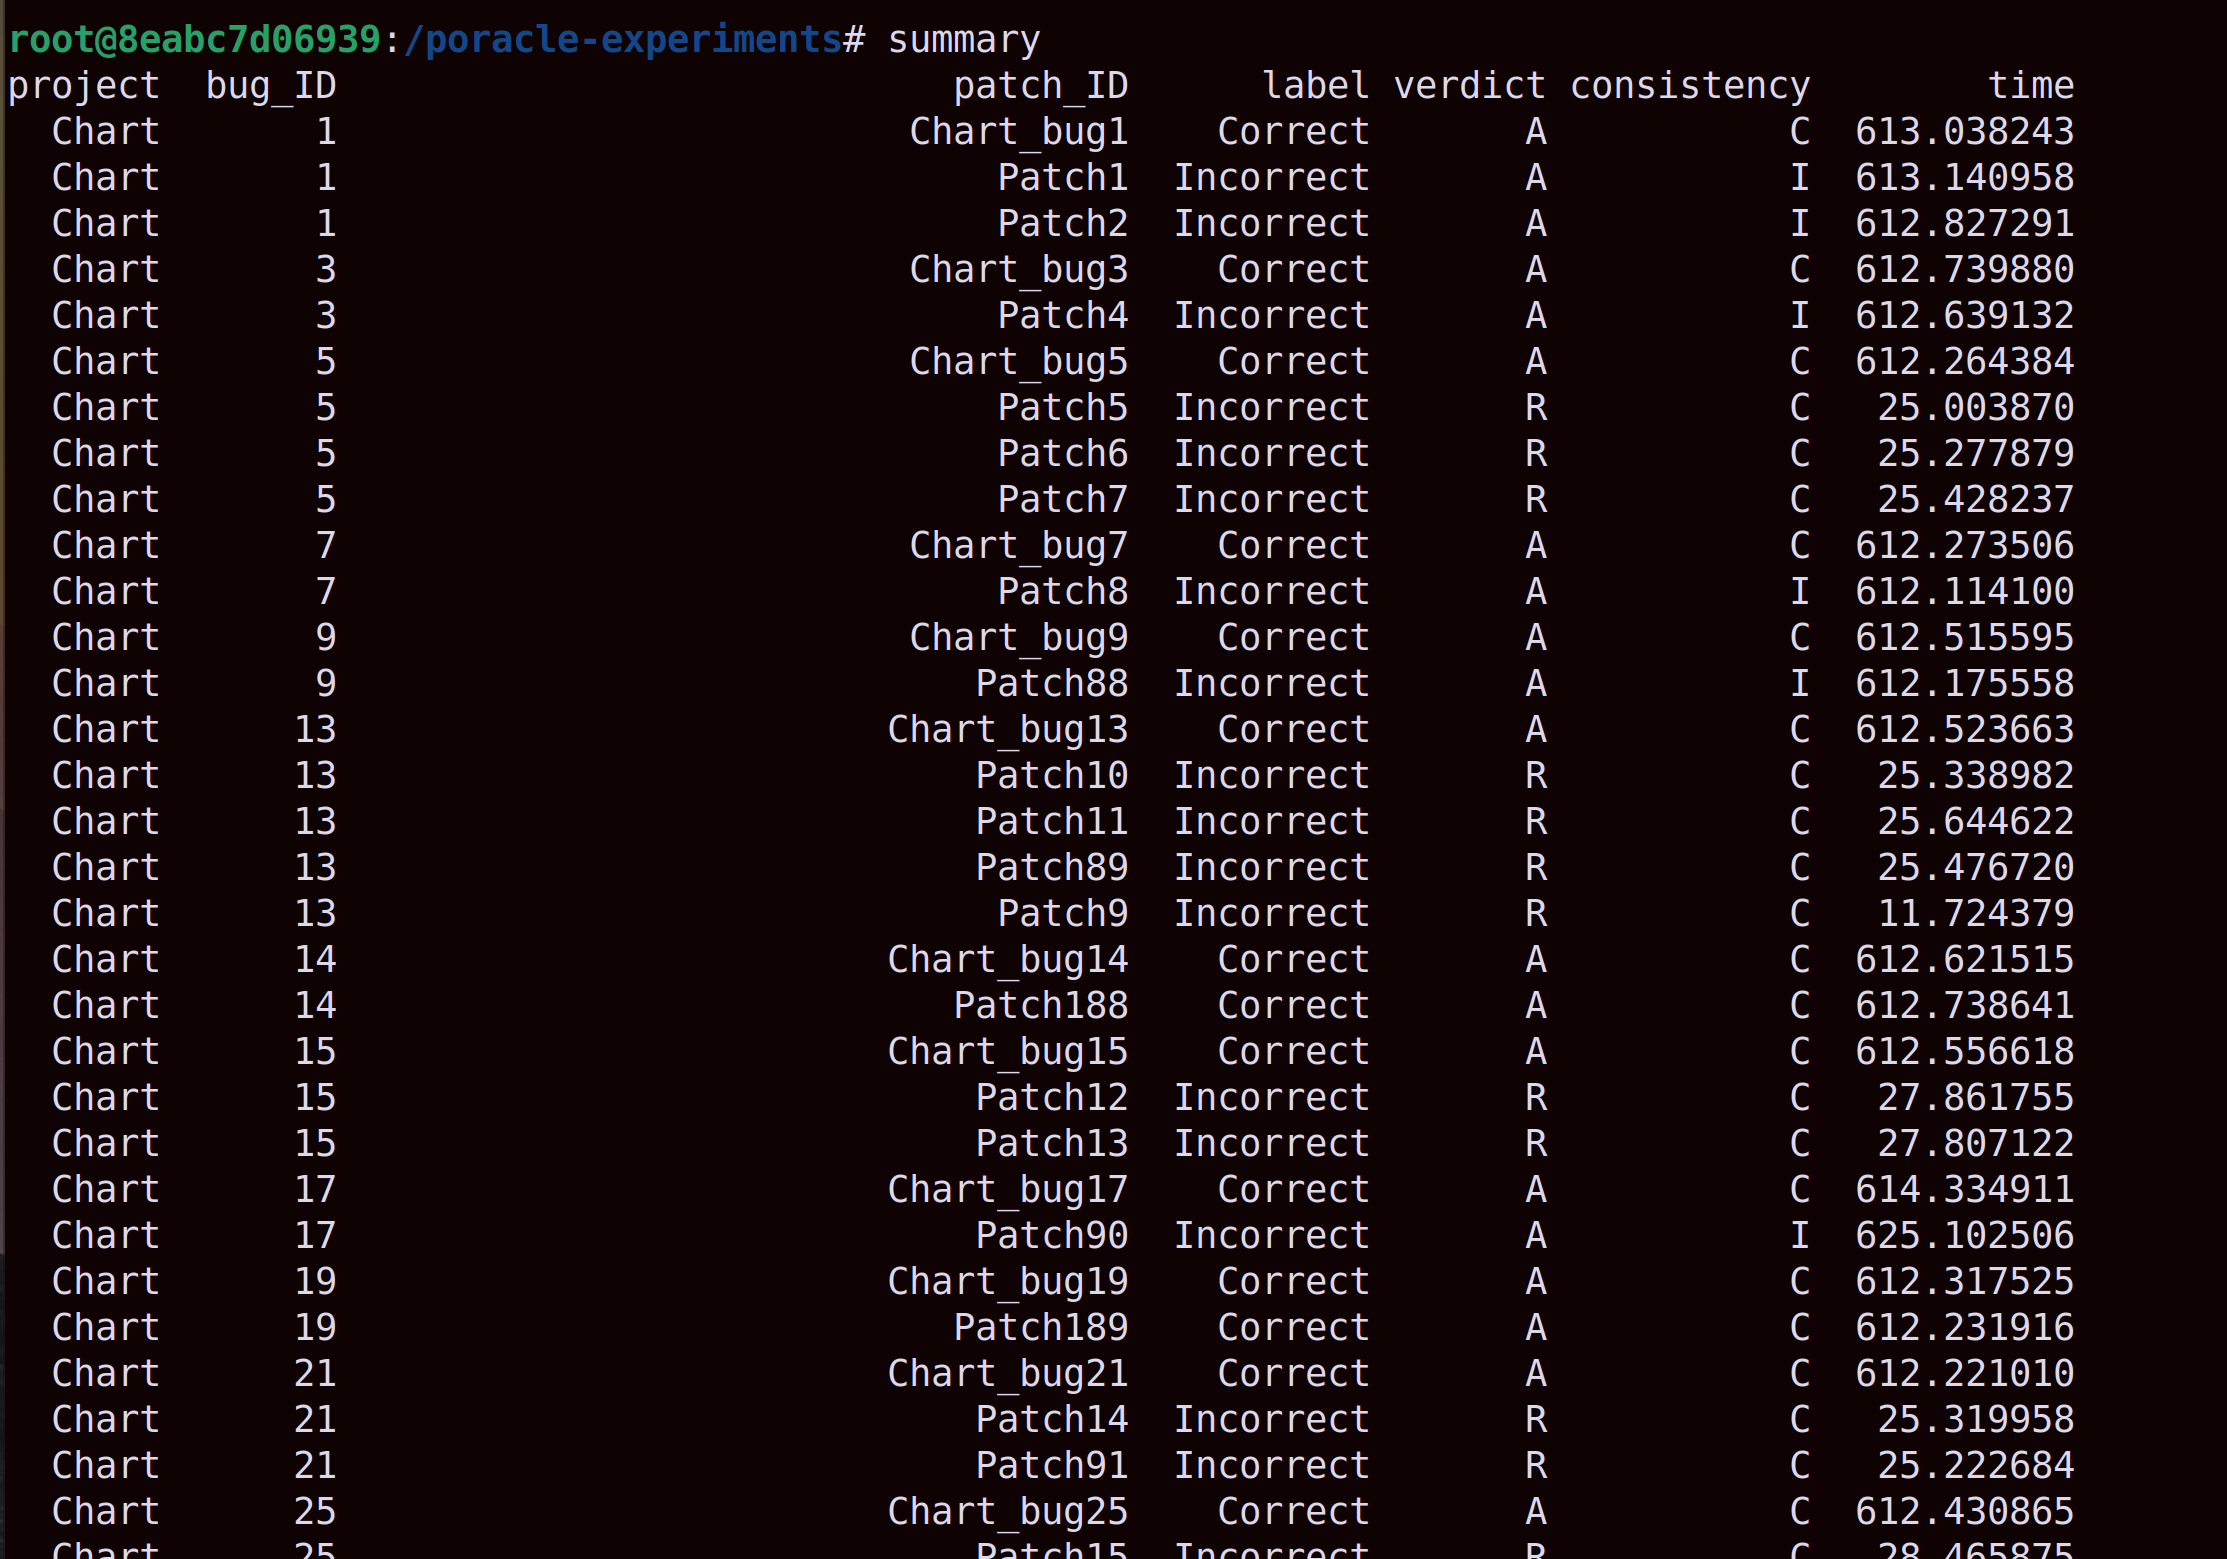 root@8eabc7d06939:/poracle-experiments# summary
project bug_ID patch_ID label verdict consistency time
Chart 1 Chart_bug1 Correct A C 613.038243
Chart 1 Patch1 Incorrect A I 613.140958
Chart 1 Patch2 Incorrect A I 612.827291
Chart 3 Chart_bug3 Correct A C 612.739880
Chart 3 Patch4 Incorrect A I 612.639132
Chart 5 Chart_bug5 Correct A C 612.264384
Chart 5 Patch5 Incorrect R C 25.003870
Chart 5 Patch6 Incorrect R C 25.277879
Chart 5 Patch7 Incorrect R C 25.428237
Chart 7 Chart_bug7 Correct A C 612.273506
Chart 7 Patch8 Incorrect A I 612.114100
Chart 9 Chart_bug9 Correct A C 612.515595
Chart 9 Patch88 Incorrect A I 612.175558
Chart 13 Chart_bug13 Correct A C 612.523663
Chart 13 Patch10 Incorrect R C 25.338982
Chart 13 Patch11 Incorrect R C 25.644622
Chart 13 Patch89 Incorrect R C 25.476720
Chart 13 Patch9 Incorrect R C 11.724379
Chart 14 Chart_bug14 Correct A C 612.621515
Chart 14 Patch188 Correct A C 612.738641
Chart 15 Chart_bug15 Correct A C 612.556618
Chart 15 Patch12 Incorrect R C 27.861755
Chart 15 Patch13 Incorrect R C 27.807122
Chart 17 Chart_bug17 Correct A C 614.334911
Chart 17 Patch90 Incorrect A I 625.102506
Chart 19 Chart_bug19 Correct A C 612.317525
Chart 19 Patch189 Correct A C 612.231916
Chart 21 Chart_bug21 Correct A C 612.221010
Chart 21 Patch14 Incorrect R C 25.319958
Chart 21 Patch91 Incorrect R C 25.222684
Chart 25 Chart_bug25 Correct A C 612.430865
Chart 25 Patch15 Incorrect R C 28.465875